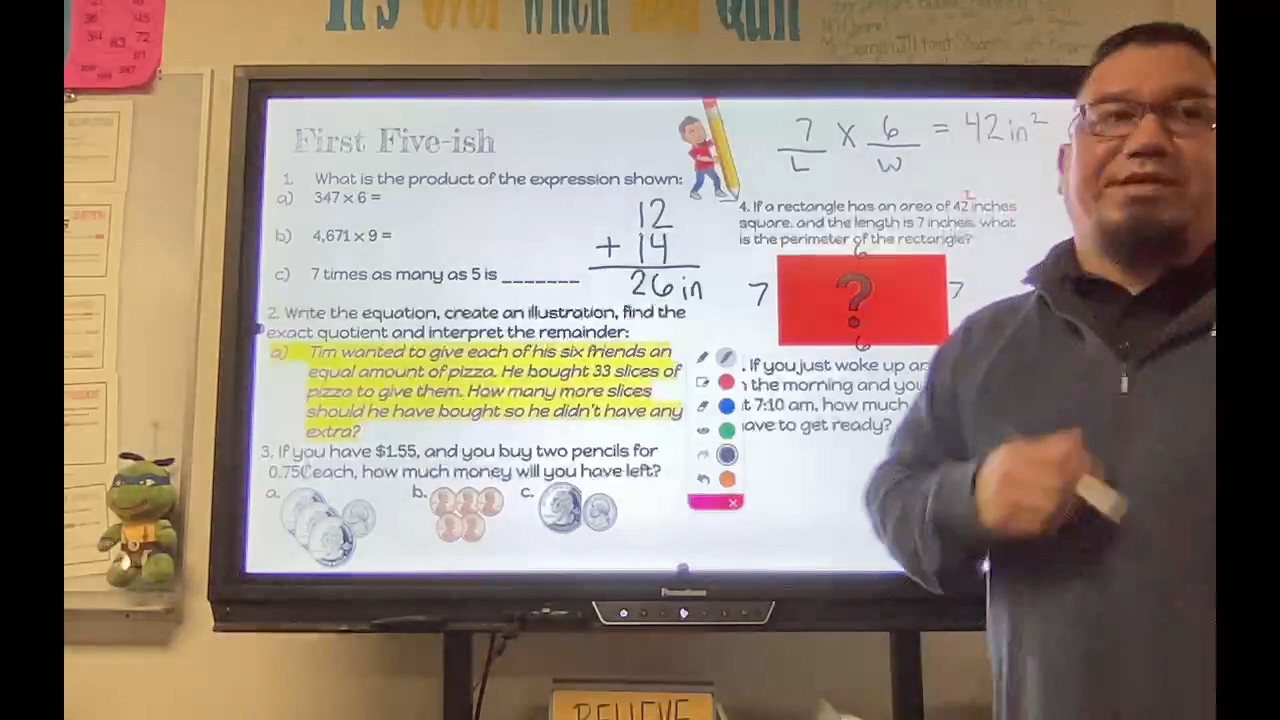 It's over when you Quit
First Five-ish
1. What is the product of the expression shown:
a) 347 x 6 =
b) 4,671 x 9 =
c) 7 times as many as 5 is _______
12
+ 14
26 in
2. Write the equation, create an illustration, find the
exact quotient and interpret the remainder:
a) Tim wanted to give each of his six friends an
equal amount of pizza. He bought 33 slices of
pizza to give them. How many more slices
should he have bought so he didn't have any
extra?
3. If you have $1.55, and you buy two pencils for
0.75₵ each, how much money will you have left?
a.
b.
c.
7 x 6 = 42 in²
L W
4. If a rectangle has an area of 42 inches
square, and the length is 7 inches, what
is the perimeter of the rectangle?
6
7 ? 7
6
. If you just woke up
the morning and you
t 7:10 am, how much
ave to get ready?
Promethean
BELIEVE